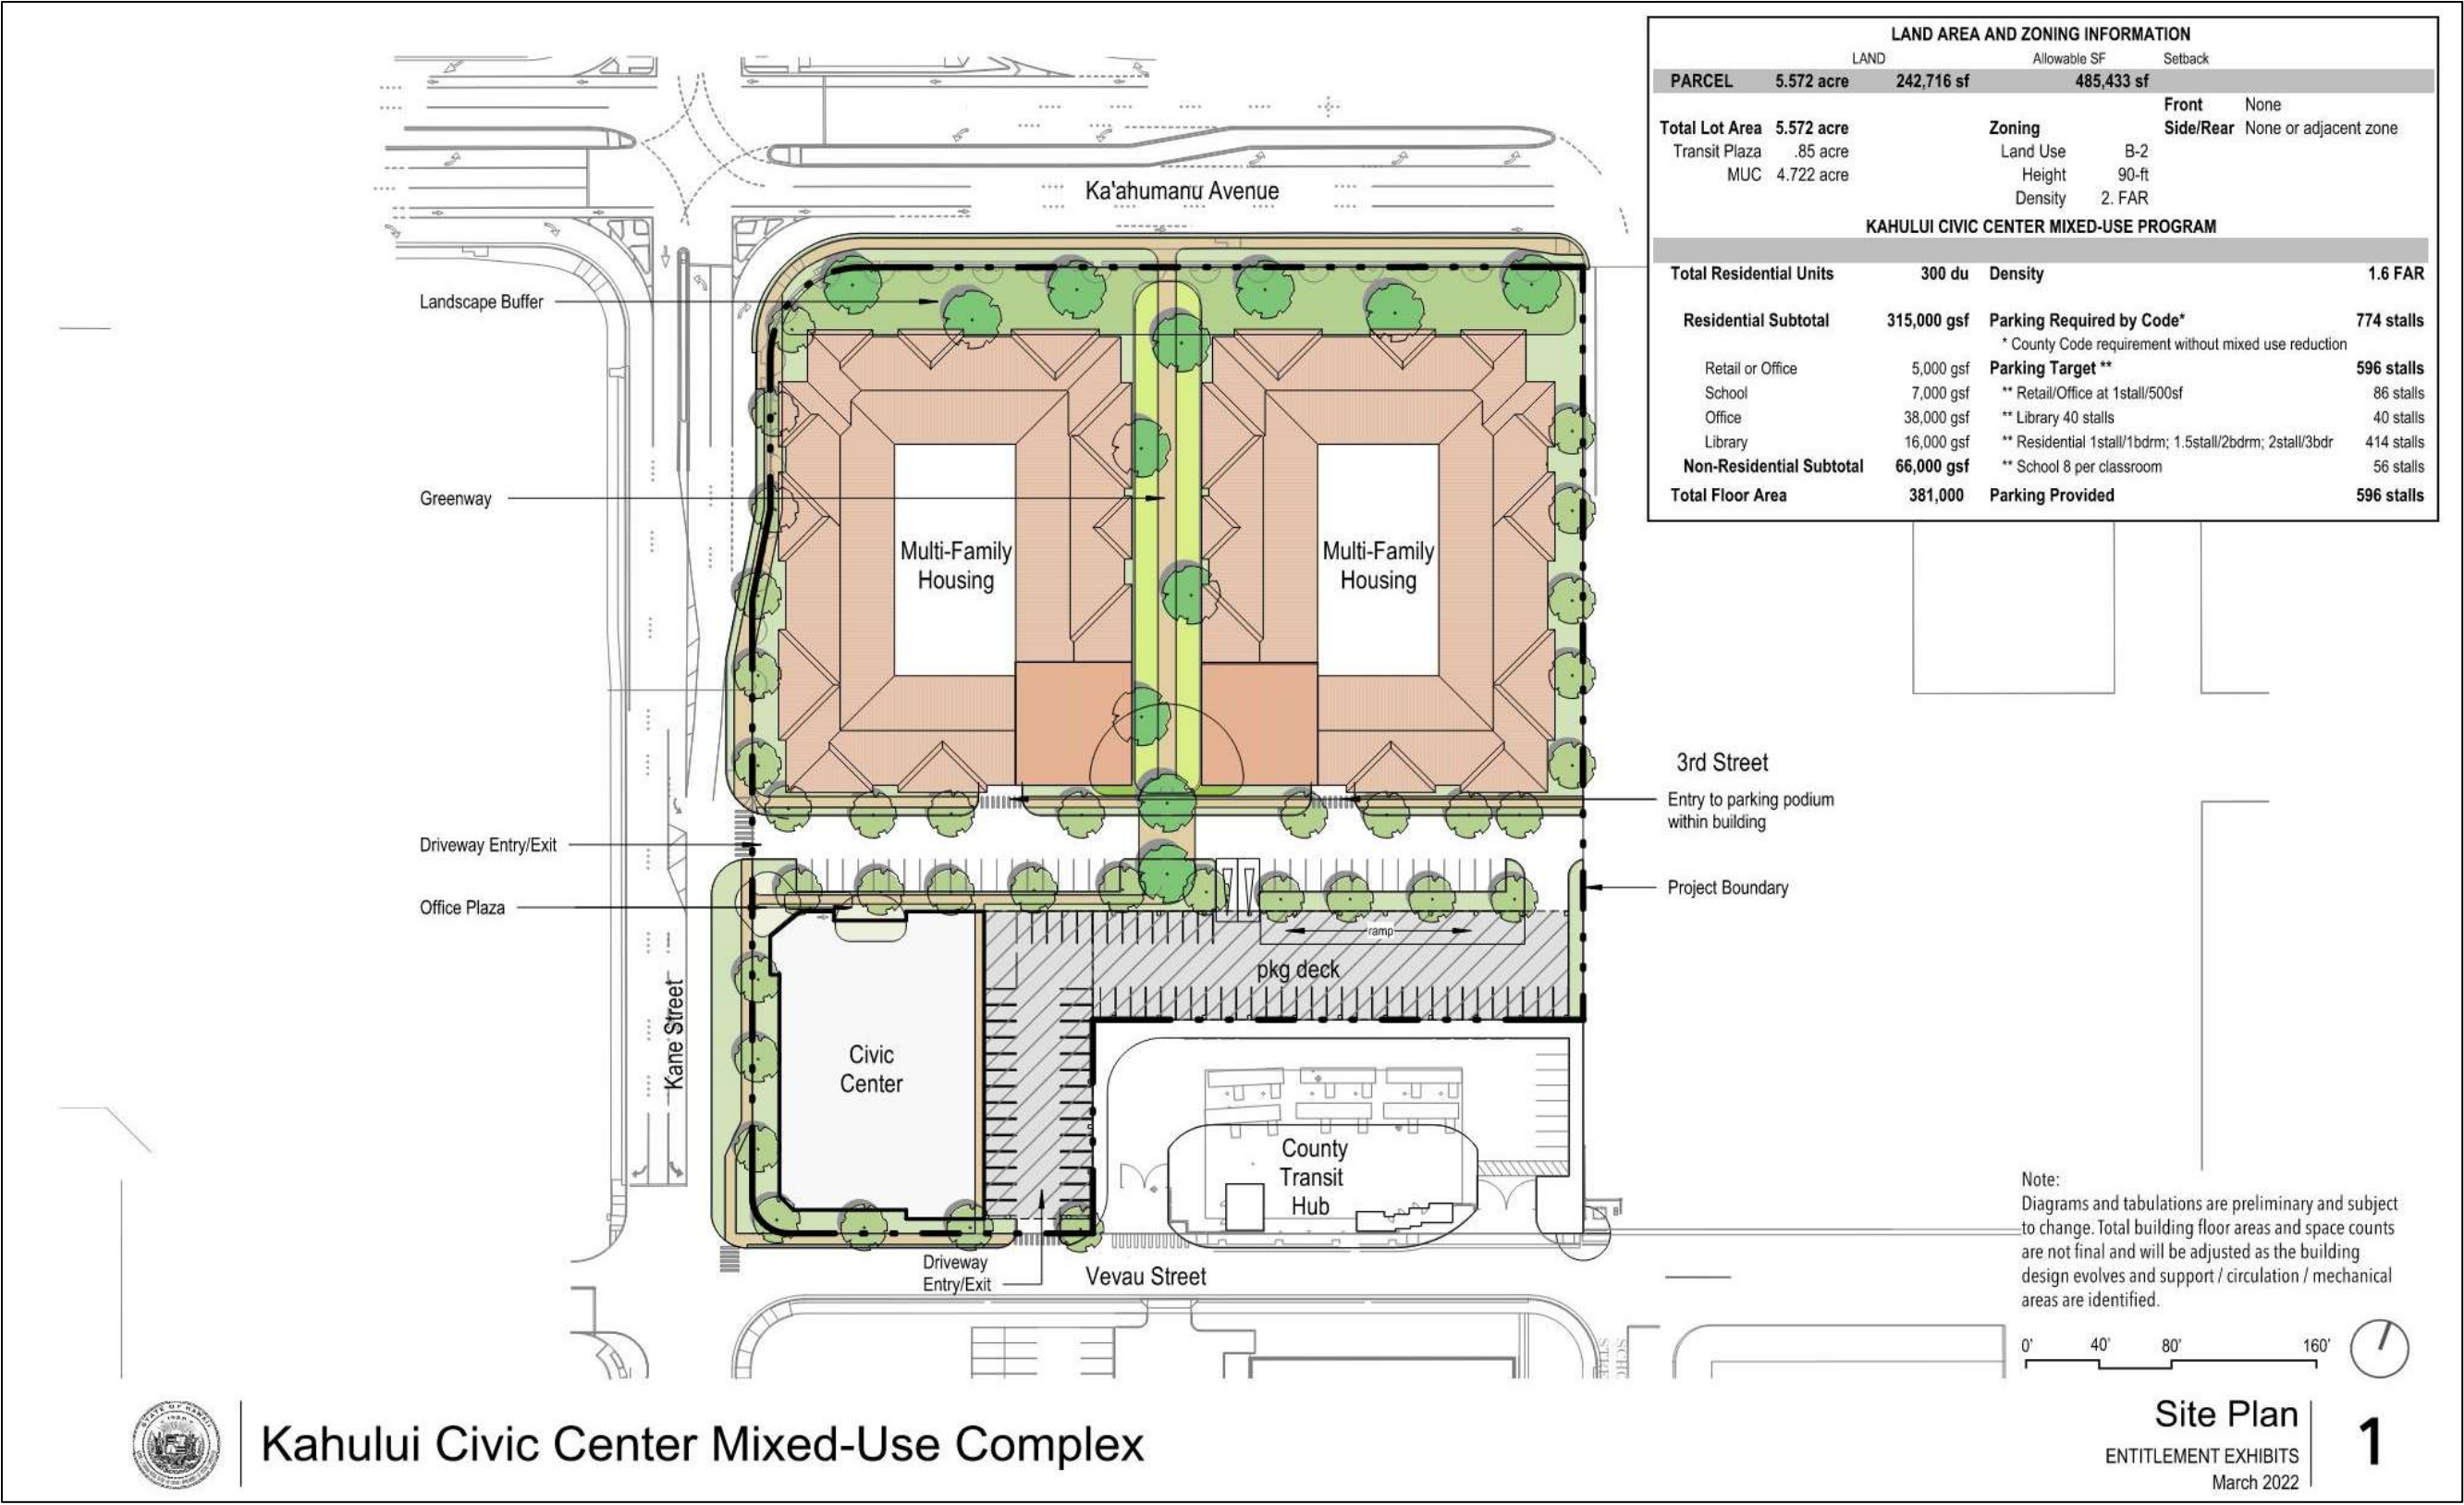 LAND AREA AND ZONING INFORMATION
LAND Allowable SF Setback
PARCEL 5.572 acre 242,716 sf 485,433 sf
Front None
Total Lot Area 5.572 acre Zoning Side/Rear None or adjacent zone
Transit Plaza .85 acre Land Use B-2
MUC 4.722 acre Height 90-ft
Density 2. FAR
KAHULUI CIVIC CENTER MIXED-USE PROGRAM
Total Residential Units 300 du Density 1.6 FAR
Residential Subtotal 315,000 gsf Parking Required by Code* 774 stalls
* County Code requirement without mixed use reduction
Retail or Office 5,000 gsf Parking Target ** 596 stalls
School 7,000 gsf ** Retail/Office at 1stall/500sf 86 stalls
Office 38,000 gsf ** Library 40 stalls 40 stalls
Library 16,000 gsf ** Residential 1stall/1bdrm; 1.5stall/2bdrm; 2stall/3bdr 414 stalls
Non-Residential Subtotal 66,000 gsf ** School 8 per classroom 56 stalls
Total Floor Area 381,000 Parking Provided 596 stalls
Ka'ahumanu Avenue
Landscape Buffer
Greenway
Multi-Family
Housing
Multi-Family
Housing
3rd Street
Entry to parking podium
within building
Driveway Entry/Exit
Project Boundary
Office Plaza
ramp
pkg deck
Kane Street
Civic
Center
County
Transit
Hub
Driveway
Entry/Exit
Vevau Street
Note:
Diagrams and tabulations are preliminary and subject
to change. Total building floor areas and space counts
are not final and will be adjusted as the building
design evolves and support / circulation / mechanical
areas are identified.
0' 40' 80' 160'
Kahului Civic Center Mixed-Use Complex
Site Plan
ENTITLEMENT EXHIBITS
March 2022
1